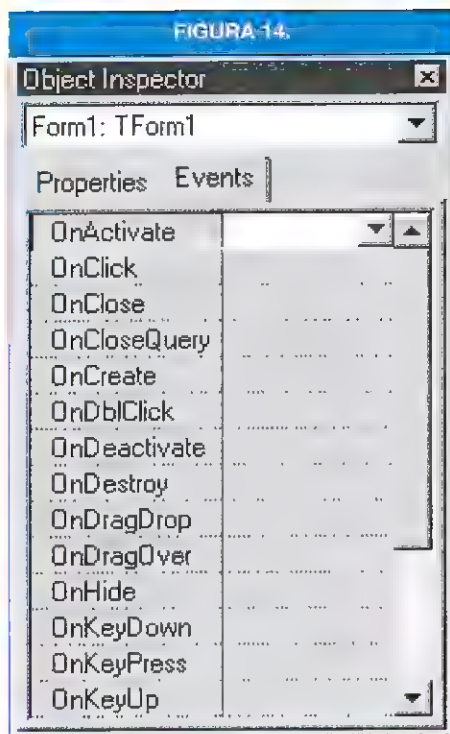 FIGURA 14.
Object Inspector
Form1: TForm1
Properties Events
OnActivate
OnClick
OnClose
OnCloseQuery
OnCreate
OnDblClick
OnDeactivate
OnDestroy
OnDragDrop
OnDragOver
OnHide
OnKeyDown
OnKeyPress
OnKeyUp